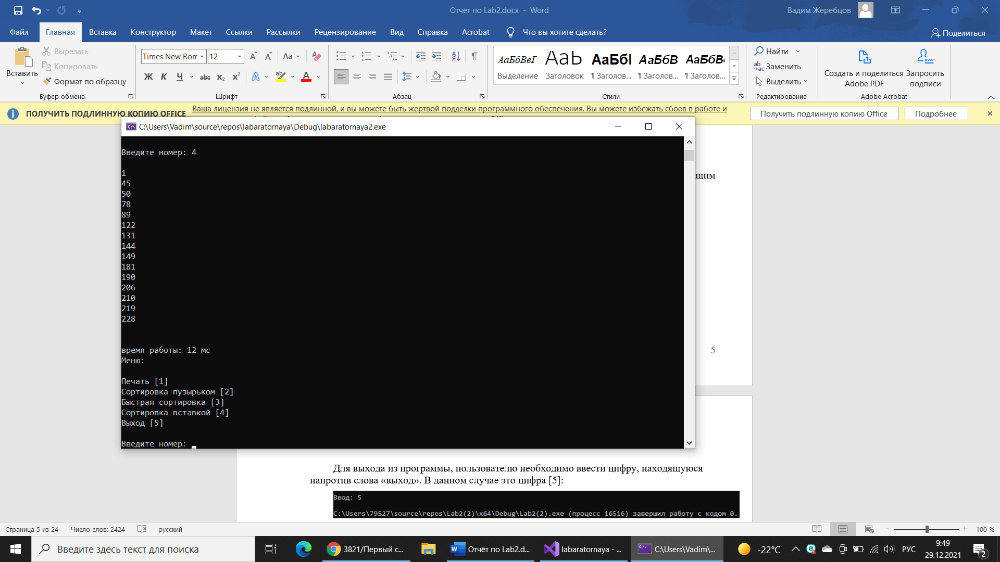 Отчёт по Lab2.docx - Word
Вадим Жеребцов
Файл Главная Вставка Конструктор Макет Ссылки Рассылки Рецензирование Вид Справка Acrobat Что вы хотите сделать? Поделиться
Вставить
Вырезать
Копировать
Формат по образцу
Буфер обмена
Times New Ror 12 Aa
Ж К Ч abc x₂ x² A ab A
Шрифт
Абзац
АаБбВвГ AaЬ АаБбІ АаБбВ АаБбВс
Выделение Заголовок ¶ Заголов... ¶ Заголов... ¶ Заголов...
Стили
Найти
Заменить
Выделить
Редактирование
Создать и поделиться Adobe PDF
Запросить подписи
Adobe Acrobat
ПОЛУЧИТЬ ПОДЛИННУЮ КОПИЮ OFFICE
Ваша лицензия не является подлинной, и вы можете быть жертвой подделки программного обеспечения. Вы можете избежать сбоев в работе и
Получить подлинную копию Office
Подробнее
C:\Users\Vadim\source\repos\labaratornaya\Debug\labaratornaya2.exe
Введите номер: 4
1
45
50
78
89
122
131
144
149
181
190
206
210
219
228
время работы: 12 мс
Меню:
Печать [1]
Сортировка пузырьком [2]
Быстрая сортировка [3]
Сортировка вставкой [4]
Выход [5]
Введите номер:
щим
5
Для выхода из программы, пользователю необходимо ввести цифру, находящуюся
напротив слова «выход». В данном случае это цифра [5]:
Ввод: 5
C:\Users\79527\source\repos\Lab2(2)\x64\Debug\Lab2(2).exe (процесс 16516) завершил работу с кодом 0.
Страница 5 из 24 Число слов: 2424 русский 100 %
Введите здесь текст для поиска
3821/Первый с...
Отчёт по Lab2.d...
labaratornaya - ...
C:\Users\Vadim\...
-22°C
РУС
9:49
29.12.2021
2